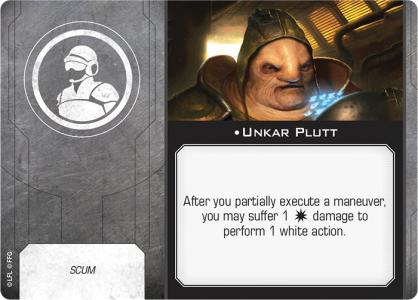 •Unkar Plutt
After you partially execute a maneuver,
you may suffer 1 damage to
perform 1 white action.
SCUM
© LFL © FFG